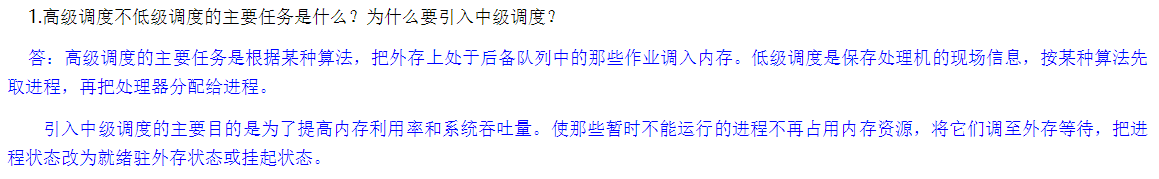 1.高级调度不低级调度的主要任务是什么？为什么要引入中级调度？
答：高级调度的主要任务是根据某种算法，把外存上处于后备队列中的那些作业调入内存。低级调度是保存处理机的现场信息，按某种算法先
取进程，再把处理器分配给进程。
引入中级调度的主要目的是为了提高内存利用率和系统吞吐量。使那些暂时不能运行的进程不再占用内存资源，将它们调至外存等待，把进
程状态改为就绪驻外存状态或挂起状态。